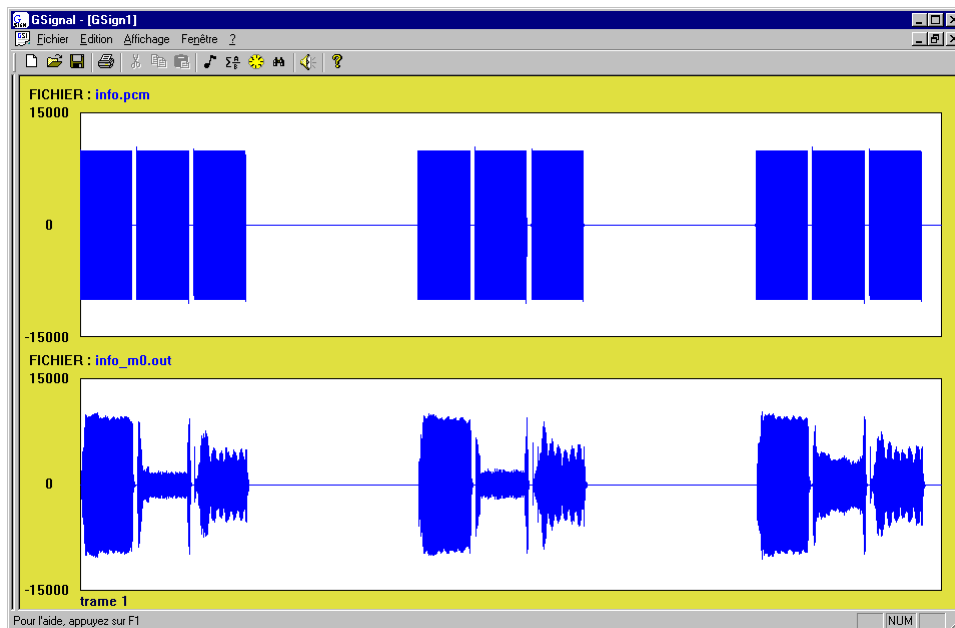 GSignal - [GSign1]
Fichier Edition Affichage Fenêtre ?
FICHIER : info.pcm
15000
0
-15000
FICHIER : info_m0.out
15000
0
-15000
trame 1
Pour l'aide, appuyez sur F1
NUM